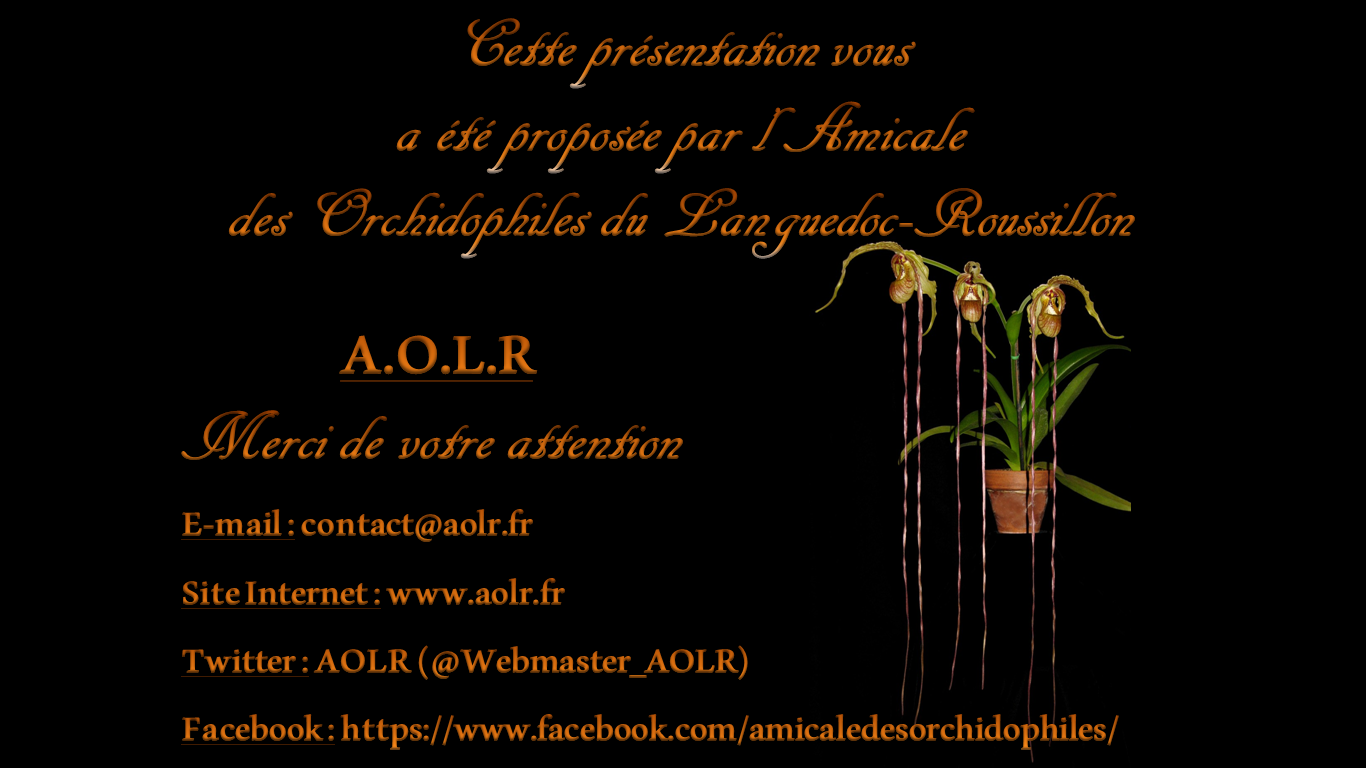 Cette présentation vous
a été proposée par l'Amicale
des Orchidophiles du Languedoc-Roussillon
A.O.L.R
Merci de votre attention
E-mail : contact@aolr.fr
Site Internet : www.aolr.fr
Twitter : AOLR (@Webmaster_AOLR)
Facebook : https://www.facebook.com/amicaledesorchidophiles/